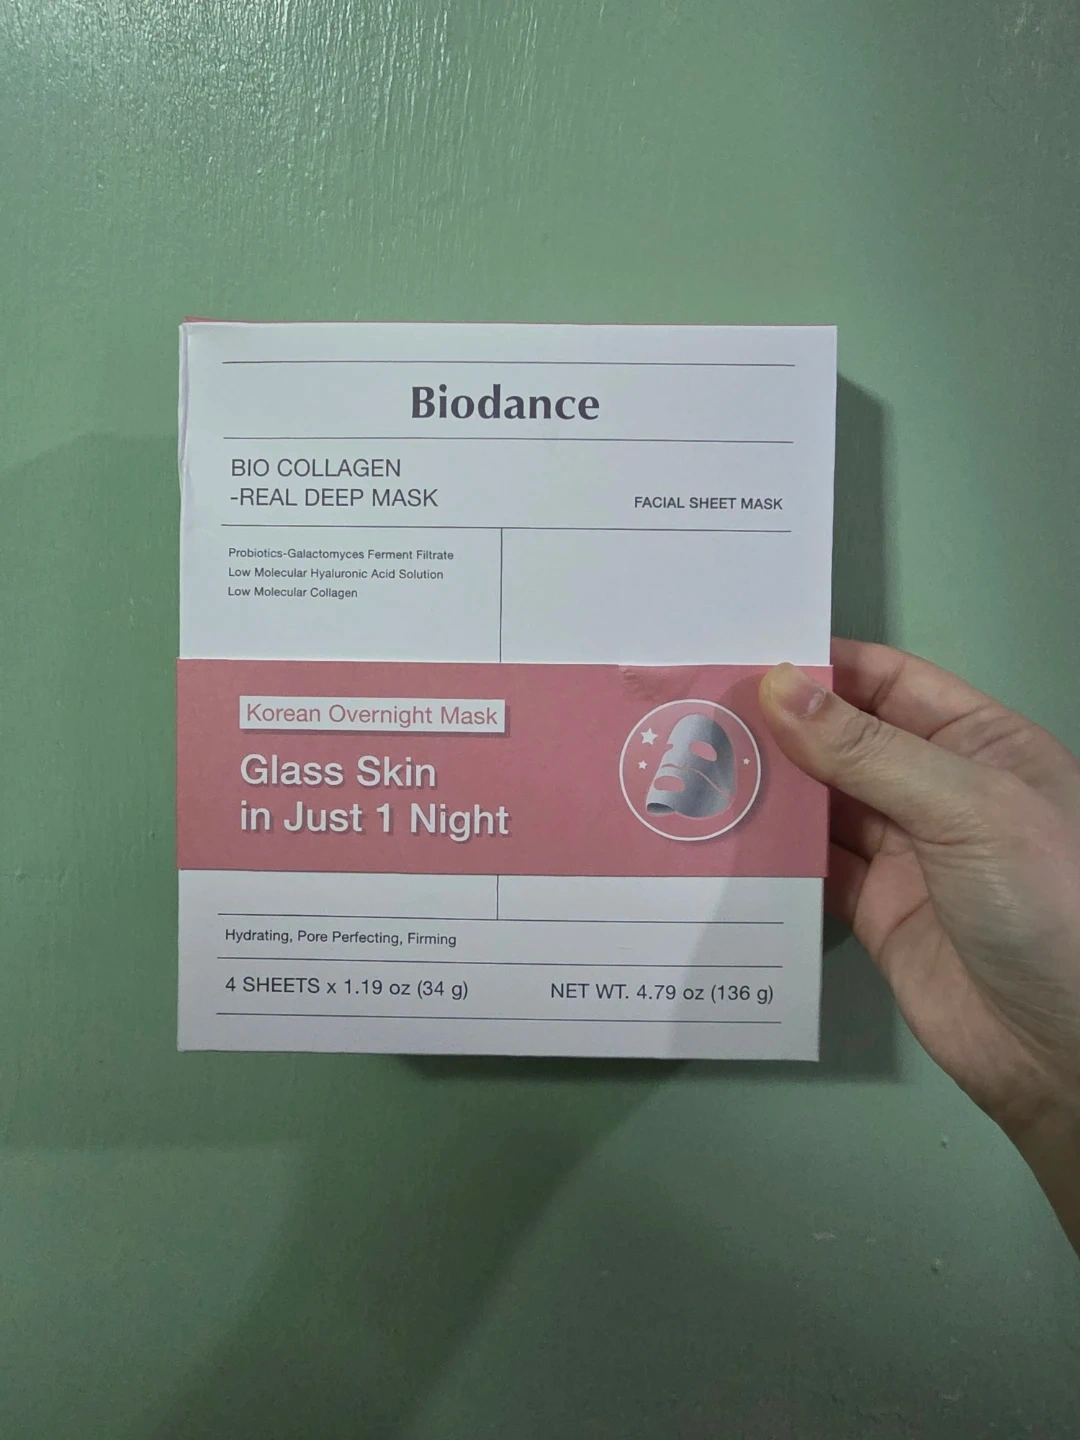 Biodance
BIO COLLAGEN
-REAL DEEP MASK
FACIAL SHEET MASK
Probiotics-Galactomyces Ferment Filtrate
Low Molecular Hyaluronic Acid Solution
Low Molecular Collagen
Korean Overnight Mask
Glass Skin
in Just 1 Night
Hydrating, Pore Perfecting, Firming
4 SHEETS x 1.19 oz (34 g)
NET WT. 4.79 oz (136 g)